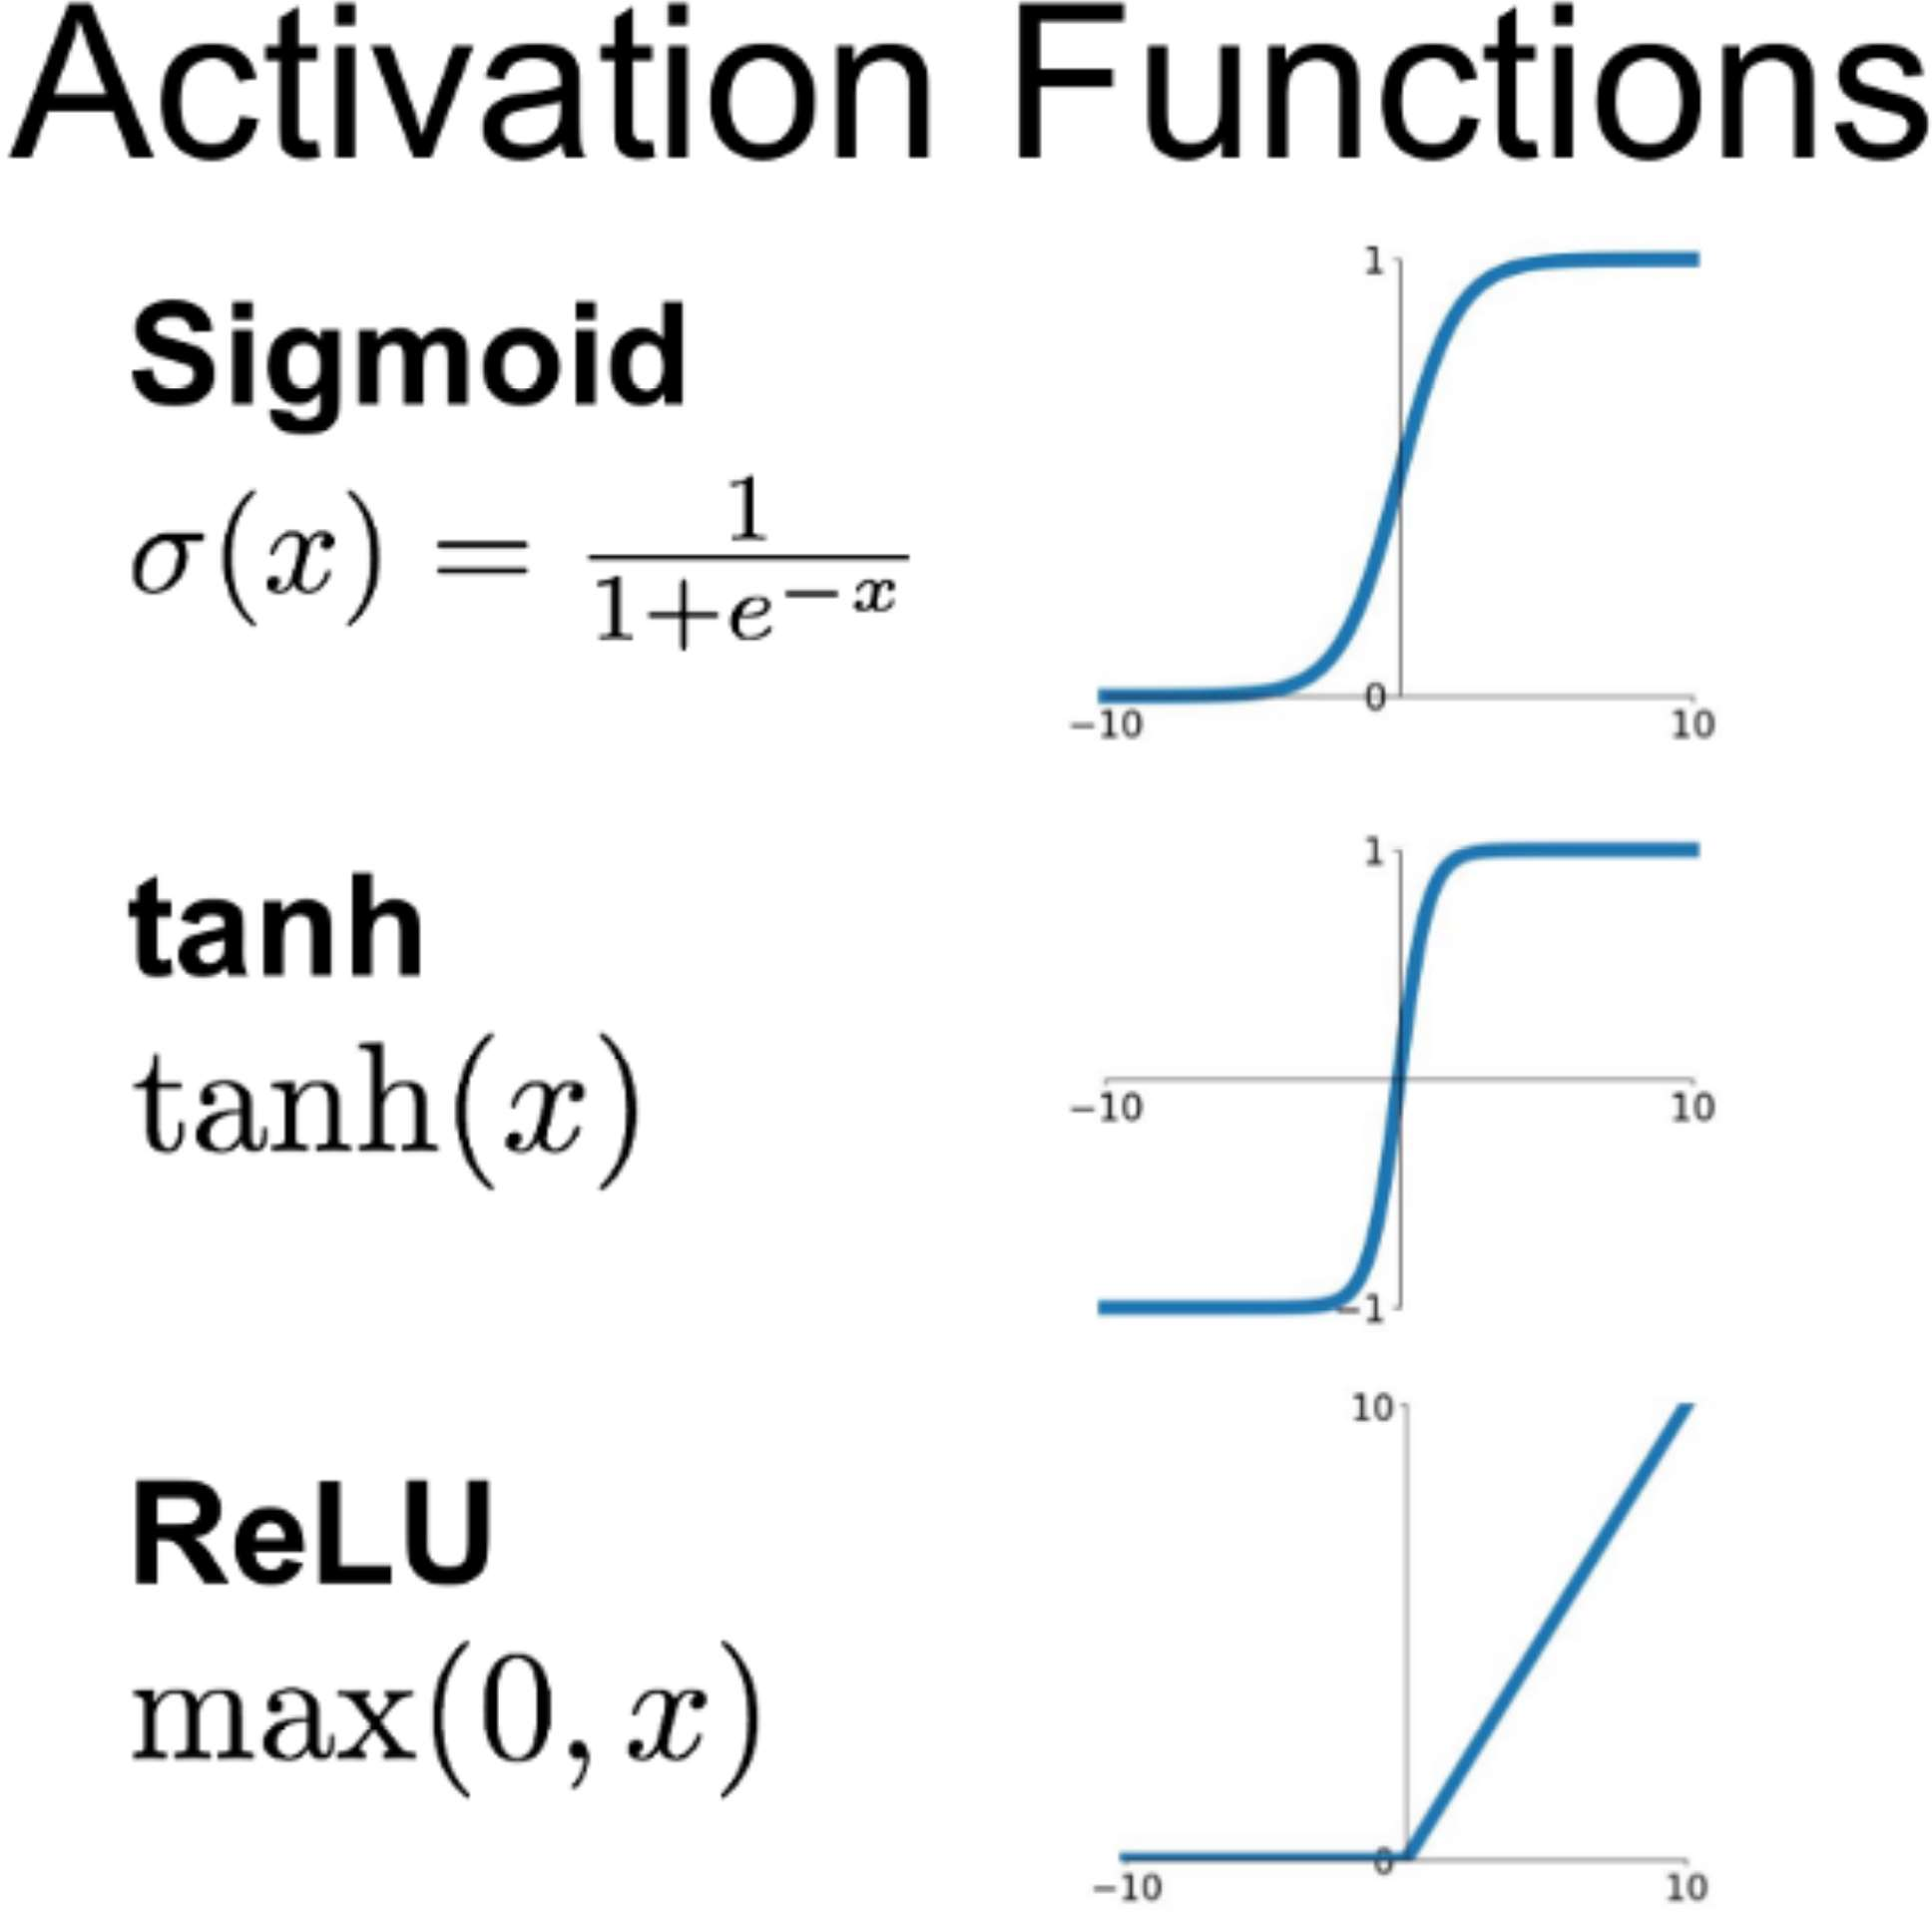 Activation Functions
Sigmoid
σ(x) = 1 / (1+e^−x)
1
0
−10
10
tanh
tanh(x)
1
−10
10
−1
ReLU
max(0, x)
10
0
−10
10